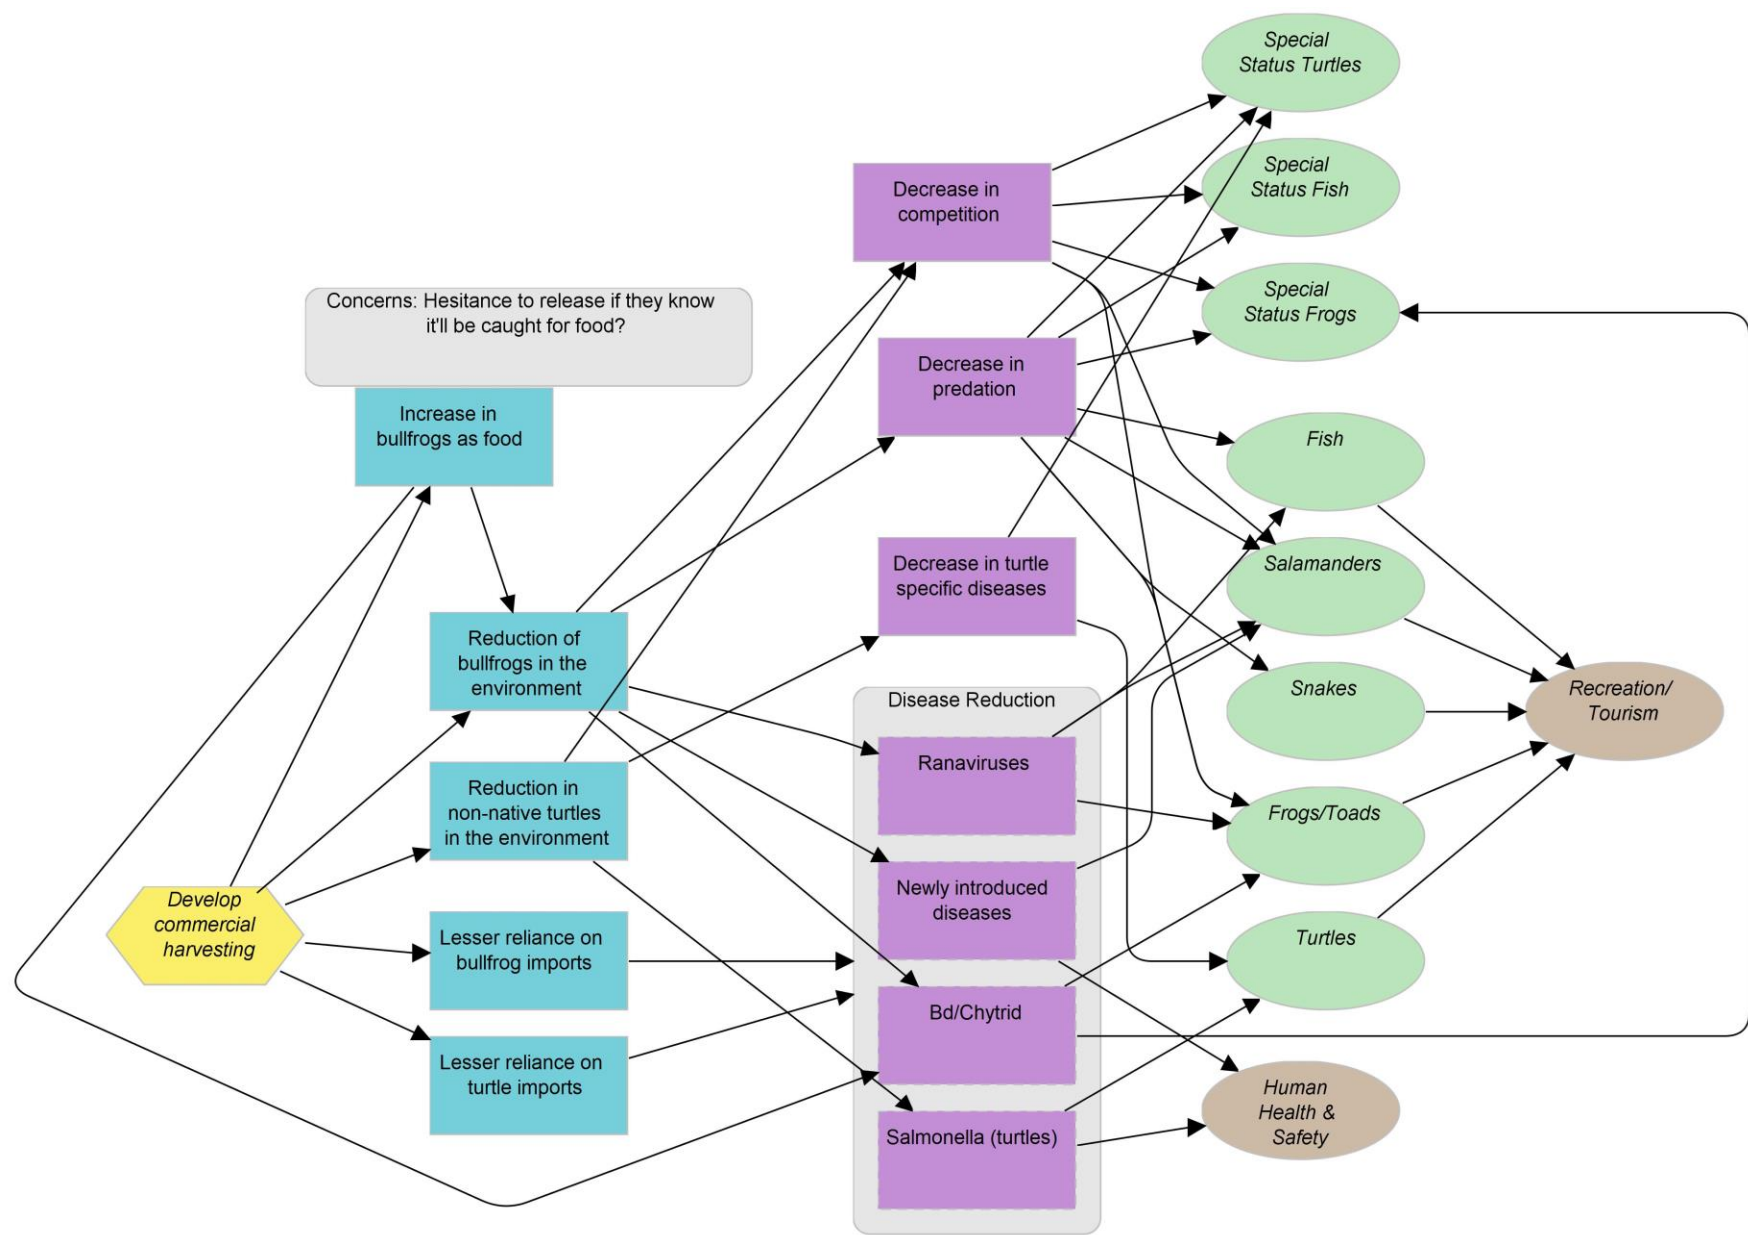 Special
Status Turtles
Special
Status Fish
Special
Status Frogs
Decrease in
competition
Concerns: Hesitance to release if they know
it'll be caught for food?
Increase in
bullfrogs as food
Decrease in
predation
Fish
Decrease in turtle
specific diseases
Salamanders
Reduction of
bullfrogs in the
environment
Snakes
Recreation/
Tourism
Disease Reduction
Ranaviruses
Reduction in
non-native turtles
in the environment
Frogs/Toads
Develop
commercial
harvesting
Newly introduced
diseases
Lesser reliance on
bullfrog imports
Turtles
Bd/Chytrid
Lesser reliance on
turtle imports
Human
Health &
Safety
Salmonella (turtles)